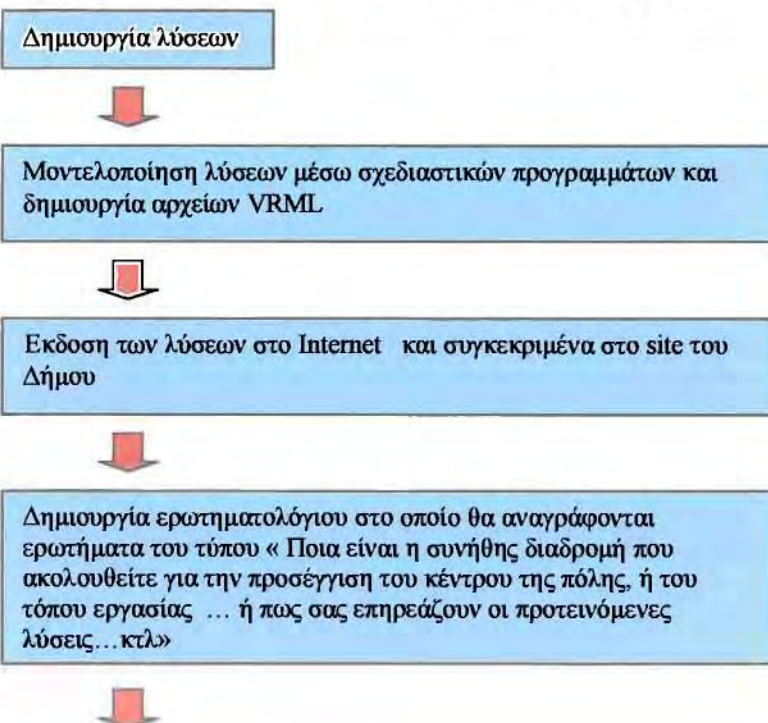 Δημιουργία λύσεων
Μοντελοποίηση λύσεων μέσω σχεδιαστικών προγραμμάτων και
δημιουργία αρχείων VRML
Εκδοση των λύσεων στο Internet και συγκεκριμένα στο site του
Δήμου
Δημιουργία ερωτηματολόγιου στο οποίο θα αναγράφονται
ερωτήματα του τύπου « Ποια είναι η συνήθης διαδρομή που
ακολουθείτε για την προσέγγιση του κέντρου της πόλης, ή του
τόπου εργασίας … ή πως σας επηρεάζουν οι προτεινόμενες
λύσεις…κτλ»